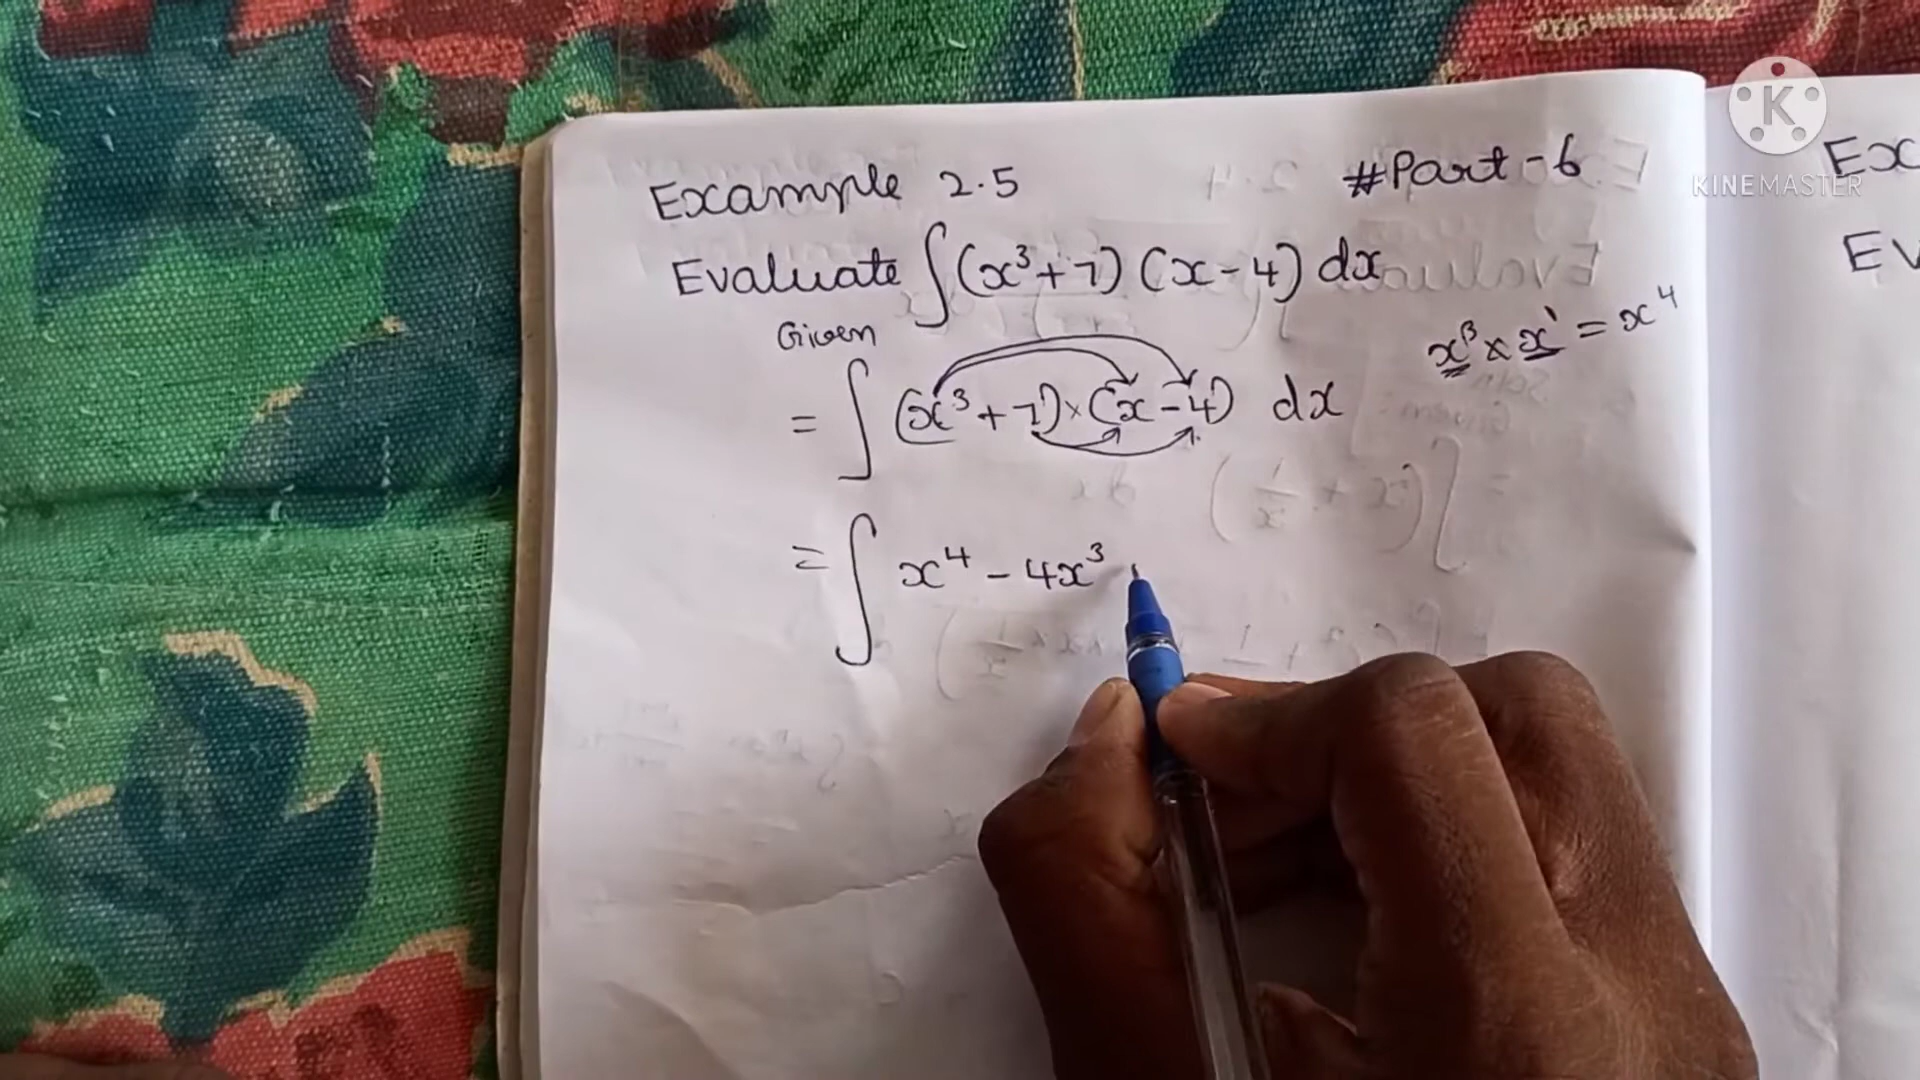 Example 2.5 #Part-6
Evaluate ∫(x³+7)(x-4) dx
Given
= ∫ (x³+7)×(x-4) dx
x³ × x¹ = x⁴
= ∫ x⁴ - 4x³
Ex
Ev
K
KINEMASTER